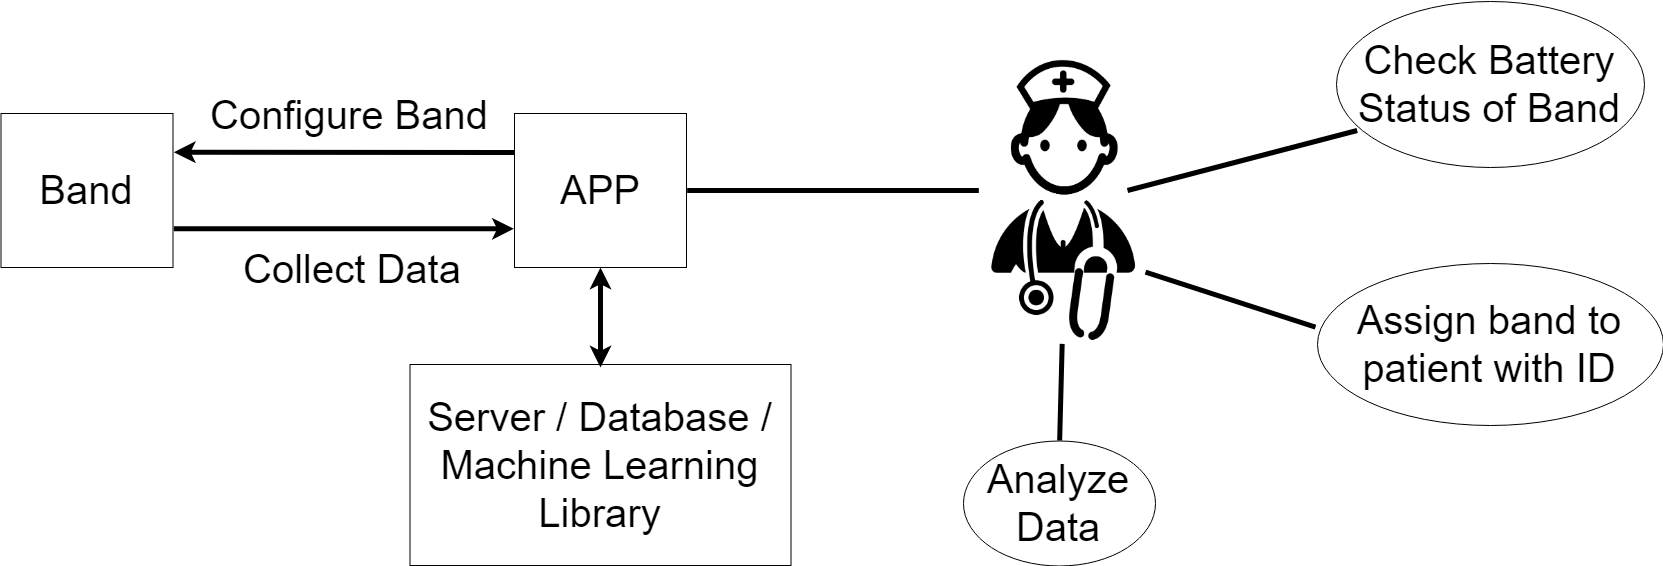 Configure Band
Band
APP
Collect Data
Server / Database /
Machine Learning
Library
Check Battery
Status of Band
Assign band to
patient with ID
Analyze
Data